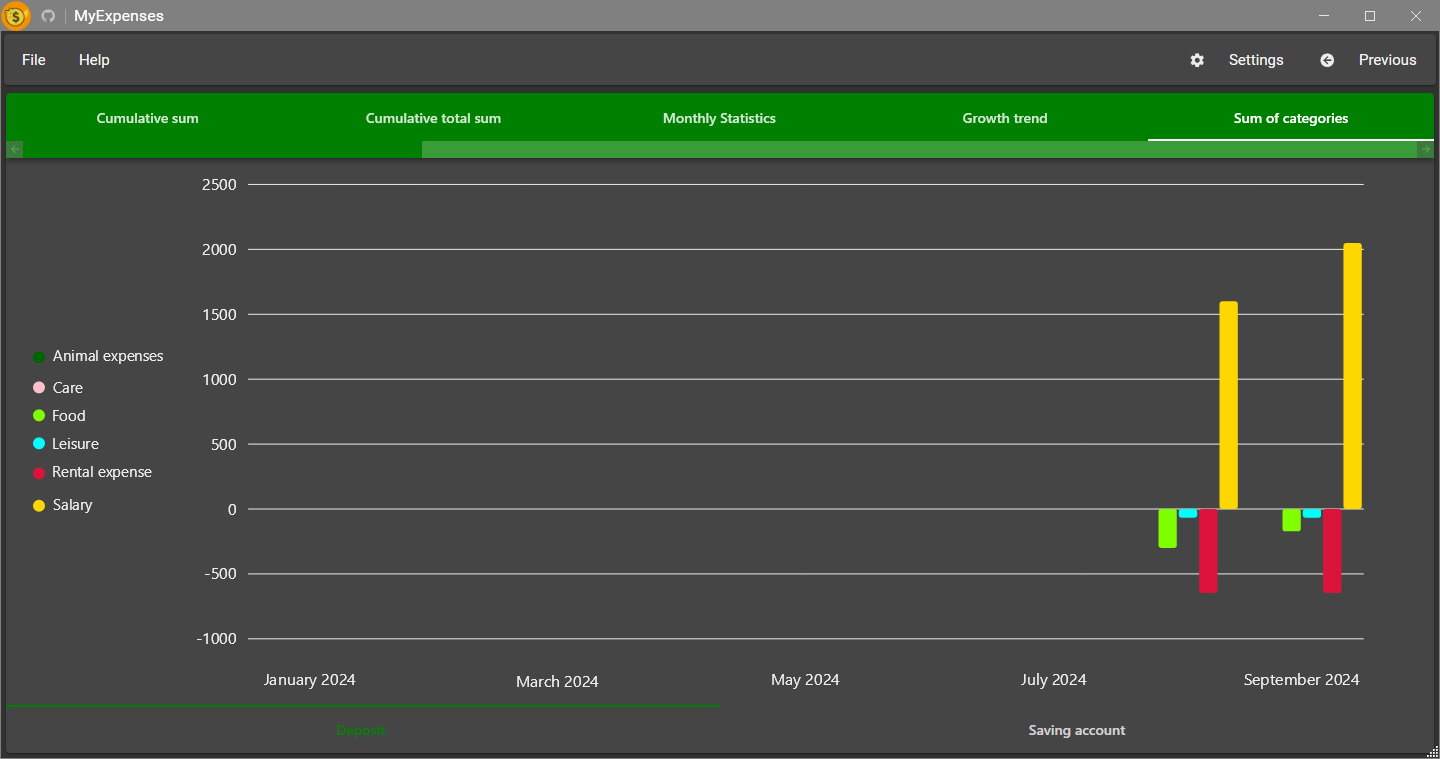 MyExpenses
File Help Settings Previous
Cumulative sum Cumulative total sum Monthly Statistics Growth trend Sum of categories
2500
2000
1500
1000
500
0
-500
-1000
Animal expenses
Care
Food
Leisure
Rental expense
Salary
January 2024 March 2024 May 2024 July 2024 September 2024
Deposit Saving account